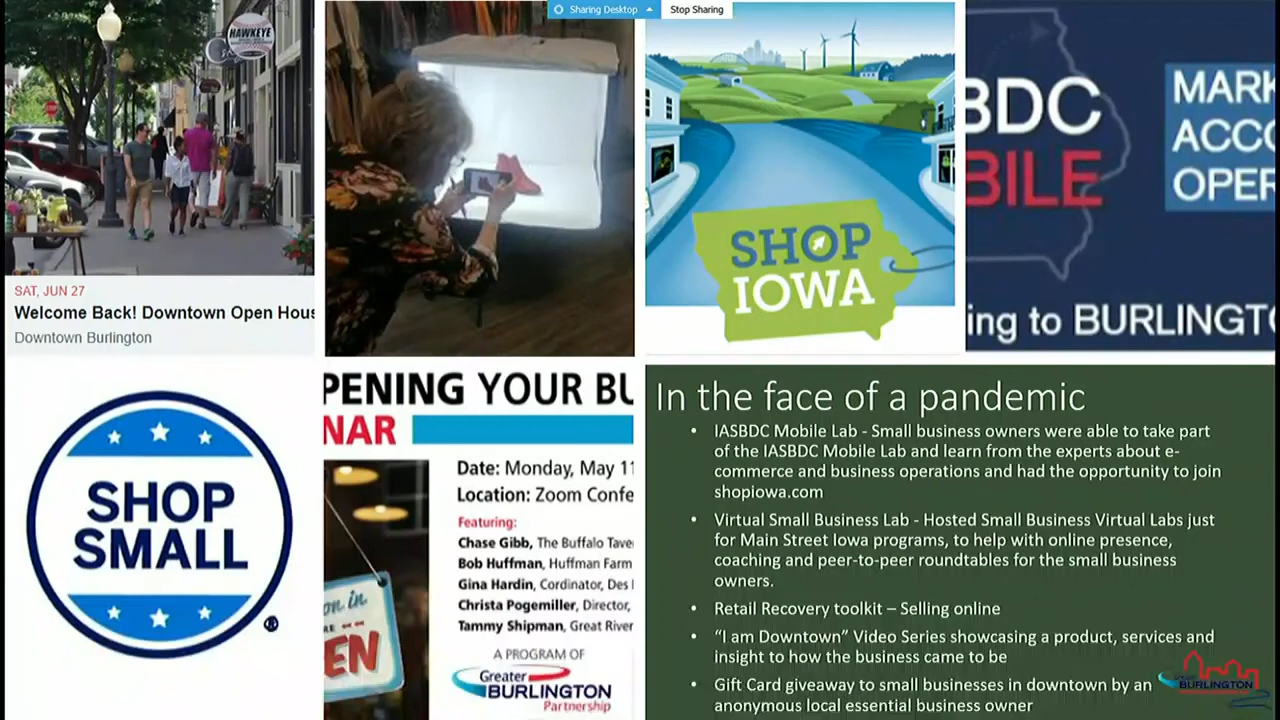 Sharing Desktop
Stop Sharing
HAWKEYE
SAT, JUN 27
Welcome Back! Downtown Open Hous
Downtown Burlington
SHOP
IOWA
BDC
BILE
MARK
ACCO
OPER
ing to BURLINGTO
SHOP
SMALL
PENING YOUR BU
NAR
Date: Monday, May 11
Location: Zoom Confe
Featuring:
Chase Gibb, The Buffalo Tave
Bob Huffman, Huffman Farm
Gina Hardin, Cordinator, Des
Christa Pogemiller, Director,
Tammy Shipman, Great River
A PROGRAM OF
Greater
BURLINGTON
Partnership
on in
EN
In the face of a pandemic
• IASBDC Mobile Lab - Small business owners were able to take part
of the IASBDC Mobile Lab and learn from the experts about e-
commerce and business operations and had the opportunity to join
shopiowa.com
• Virtual Small Business Lab - Hosted Small Business Virtual Labs just
for Main Street Iowa programs, to help with online presence,
coaching and peer-to-peer roundtables for the small business
owners.
• Retail Recovery toolkit – Selling online
• “I am Downtown” Video Series showcasing a product, services and
insight to how the business came to be
• Gift Card giveaway to small businesses in downtown by an
anonymous local essential business owner
BURLINGTON